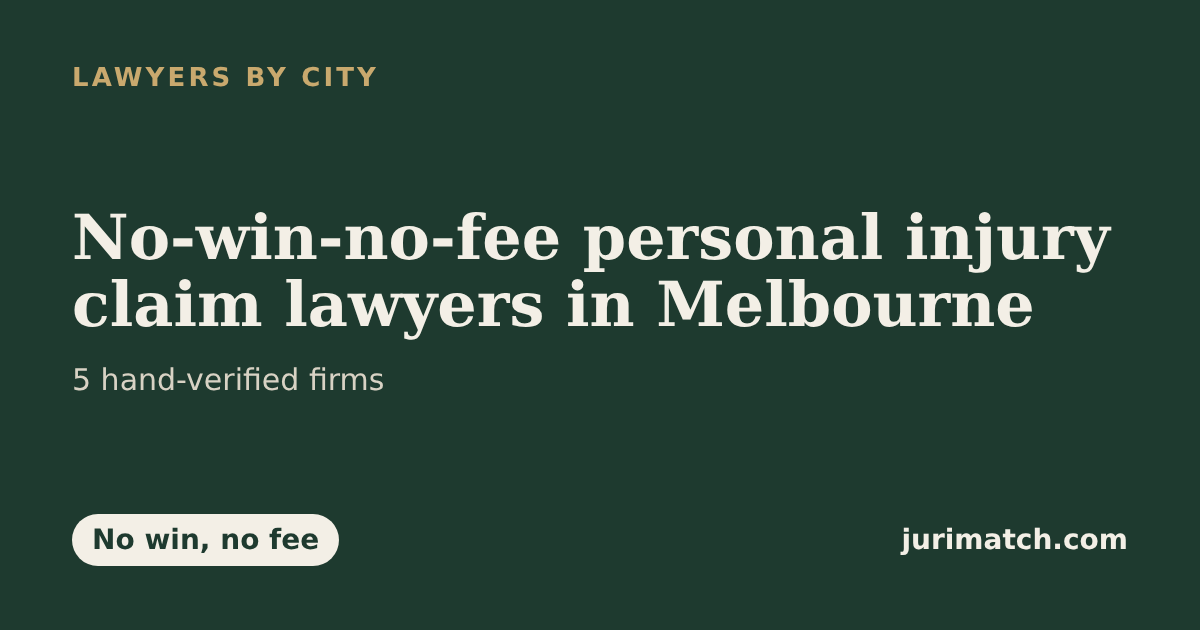 LAWYERS BY CITY
No-win-no-fee personal injury
claim lawyers in Melbourne
5 hand-verified firms
No win, no fee
jurimatch.com